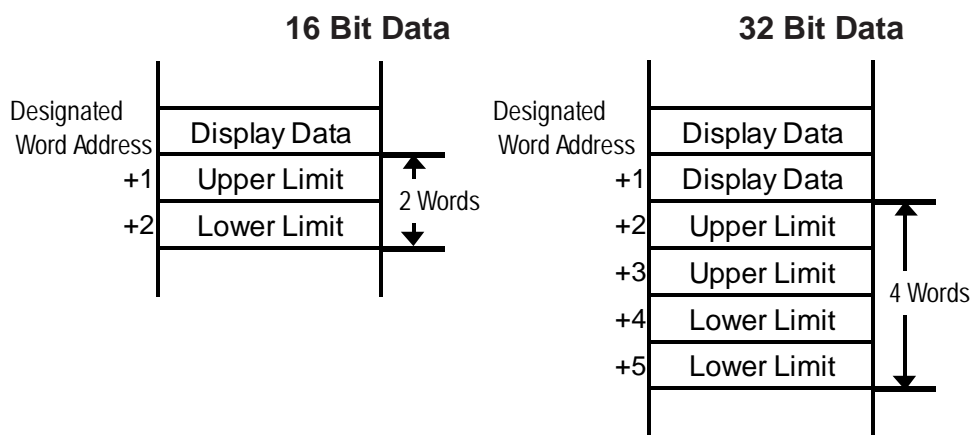 16 Bit Data
Designated
Word Address
Display Data
+1 Upper Limit
+2 Lower Limit
2 Words
32 Bit Data
Designated
Word Address
Display Data
+1 Display Data
+2 Upper Limit
+3 Upper Limit
+4 Lower Limit
+5 Lower Limit
4 Words